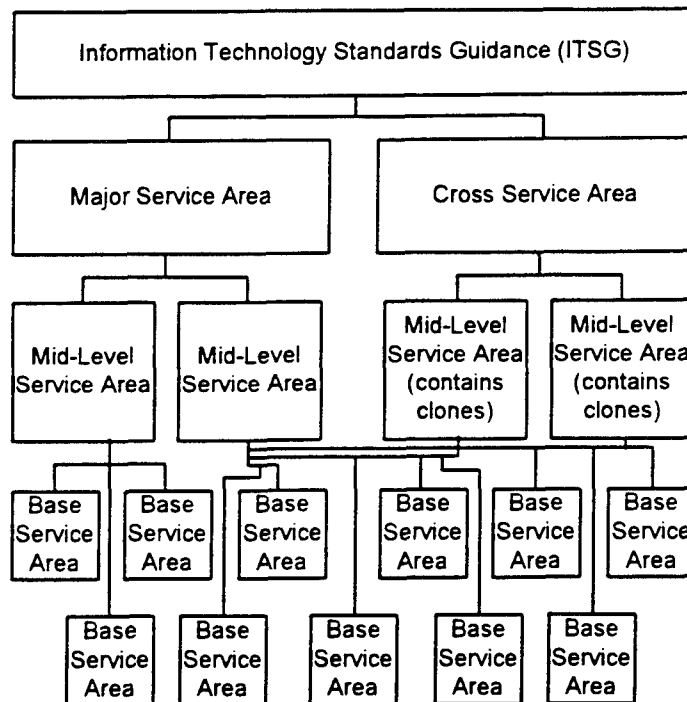 Information Technology Standards Guidance (ITSG)
Major Service Area
Cross Service Area
Mid-Level
Service Area
Mid-Level
Service Area
Mid-Level
Service Area
(contains
clones)
Mid-Level
Service Area
(contains
clones)
Base
Service
Area
Base
Service
Area
Base
Service
Area
Base
Service
Area
Base
Service
Area
Base
Service
Area
Base
Service
Area
Base
Service
Area
Base
Service
Area
Base
Service
Area
Base
Service
Area